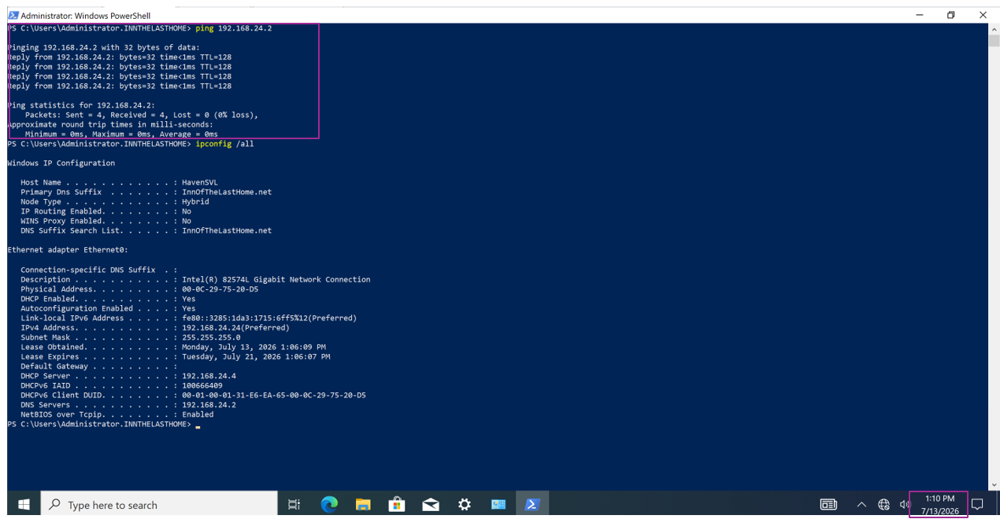 Administrator: Windows PowerShell
PS C:\Users\Administrator.INNTHELASTHOME> ping 192.168.24.2
Pinging 192.168.24.2 with 32 bytes of data:
Reply from 192.168.24.2: bytes=32 time<1ms TTL=128
Reply from 192.168.24.2: bytes=32 time<1ms TTL=128
Reply from 192.168.24.2: bytes=32 time<1ms TTL=128
Reply from 192.168.24.2: bytes=32 time<1ms TTL=128
Ping statistics for 192.168.24.2:
Packets: Sent = 4, Received = 4, Lost = 0 (0% loss),
Approximate round trip times in milli-seconds:
Minimum = 0ms, Maximum = 0ms, Average = 0ms
PS C:\Users\Administrator.INNTHELASTHOME> ipconfig /all
Windows IP Configuration
Host Name . . . . . . . . . . . . : HavenSVL
Primary Dns Suffix . . . . . . . : InnOfTheLastHome.net
Node Type . . . . . . . . . . . . : Hybrid
IP Routing Enabled. . . . . . . . : No
WINS Proxy Enabled. . . . . . . . : No
DNS Suffix Search List. . . . . . : InnOfTheLastHome.net
Ethernet adapter Ethernet0:
Connection-specific DNS Suffix . :
Description . . . . . . . . . . . : Intel(R) 82574L Gigabit Network Connection
Physical Address. . . . . . . . . : 00-0C-29-75-20-D5
DHCP Enabled. . . . . . . . . . . : Yes
Autoconfiguration Enabled . . . . : Yes
Link-local IPv6 Address . . . . . : fe80::3285:1da3:1715:6ff5%12(Preferred)
IPv4 Address. . . . . . . . . . . : 192.168.24.24(Preferred)
Subnet Mask . . . . . . . . . . . : 255.255.255.0
Lease Obtained. . . . . . . . . . : Monday, July 13, 2026 1:06:09 PM
Lease Expires . . . . . . . . . . : Tuesday, July 21, 2026 1:06:07 PM
Default Gateway . . . . . . . . . :
DHCP Server . . . . . . . . . . . : 192.168.24.4
DHCPv6 IAID . . . . . . . . . . . : 100666409
DHCPv6 Client DUID. . . . . . . . : 00-01-00-01-31-E6-EA-65-00-0C-29-75-20-D5
DNS Servers . . . . . . . . . . . : 192.168.24.2
NetBIOS over Tcpip. . . . . . . . : Enabled
PS C:\Users\Administrator.INNTHELASTHOME>
Type here to search
1:10 PM
7/13/2026